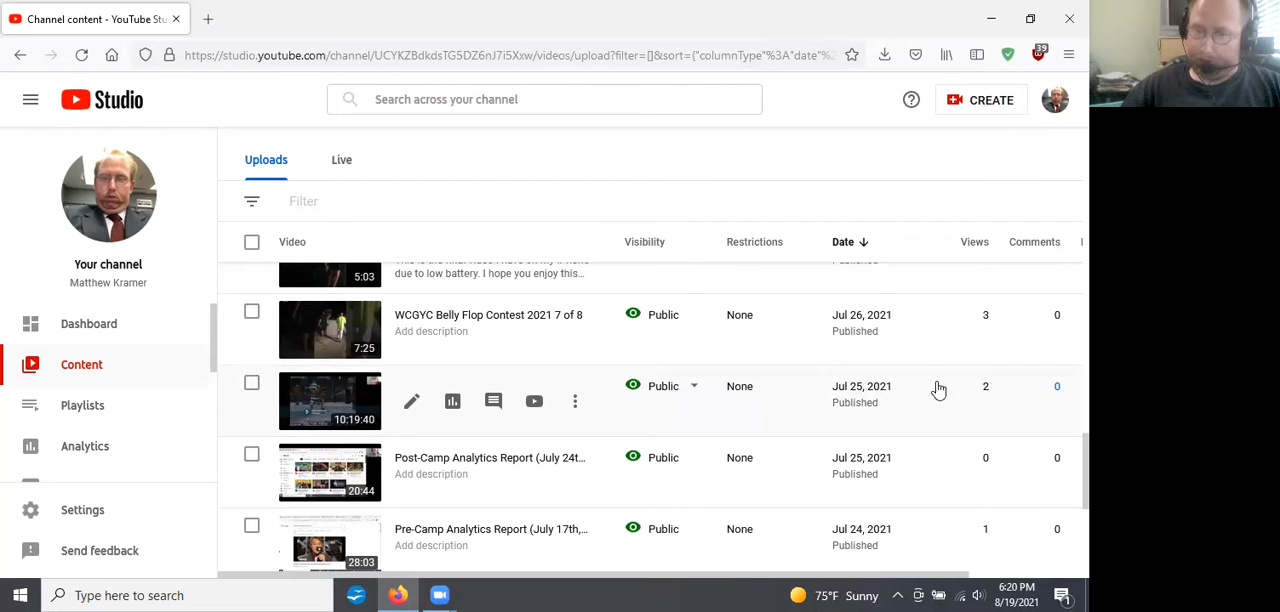 Channel content - YouTube Stu
https://studio.youtube.com/channel/UCYKZBdkdsTG5DZ6nJ7i5Xxw/videos/upload?filter=[]&sort={"columnType"%3A"date"%2C
39
Studio
Search across your channel
CREATE
Your channel
Matthew Kramer
Dashboard
Content
Playlists
Analytics
Settings
Send feedback
Uploads
Live
Filter
Video
Visibility
Restrictions
Date
Views
Comments
5:03
due to low battery. I hope you enjoy this...
Published
7:25
WCGYC Belly Flop Contest 2021 7 of 8
Add description
Public
None
Jul 26, 2021
Published
3
0
10:19:40
Public
None
Jul 25, 2021
Published
2
0
20:44
Post-Camp Analytics Report (July 24t...
Add description
Public
None
Jul 25, 2021
Published
0
0
28:03
Pre-Camp Analytics Report (July 17th,...
Add description
Public
None
Jul 24, 2021
Published
1
0
Type here to search
75°F Sunny
6:20 PM
8/19/2021
1